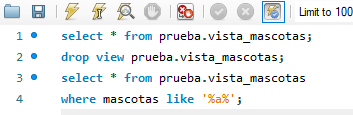 Limit to 100
1 select * from prueba.vista_mascotas;
2 drop view prueba.vista_mascotas;
3 select * from prueba.vista_mascotas
4 where mascotas like '%a%';